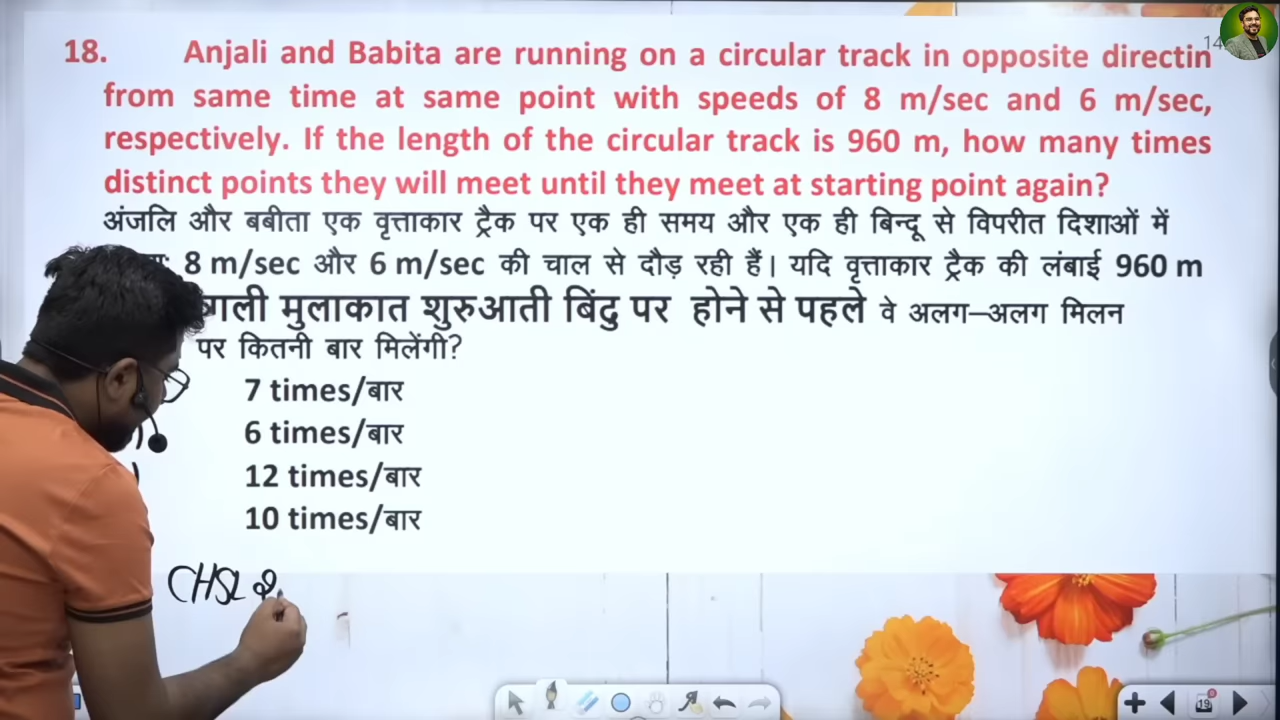 18. Anjali and Babita are running on a circular track in opposite directin
14
from same time at same point with speeds of 8 m/sec and 6 m/sec,
respectively. If the length of the circular track is 960 m, how many times
distinct points they will meet until they meet at starting point again?
अंजलि और बबीता एक वृत्ताकार ट्रैक पर एक ही समय और एक ही बिन्दू से विपरीत दिशाओं में
8 m/sec और 6 m/sec की चाल से दौड़ रही हैं। यदि वृत्ताकार ट्रैक की लंबाई 960 m
मुलाकात शुरुआती बिंदु पर होने से पहले वे अलग–अलग मिलन
पर कितनी बार मिलेंगी?
7 times/बार
6 times/बार
12 times/बार
10 times/बार
CHSL
19